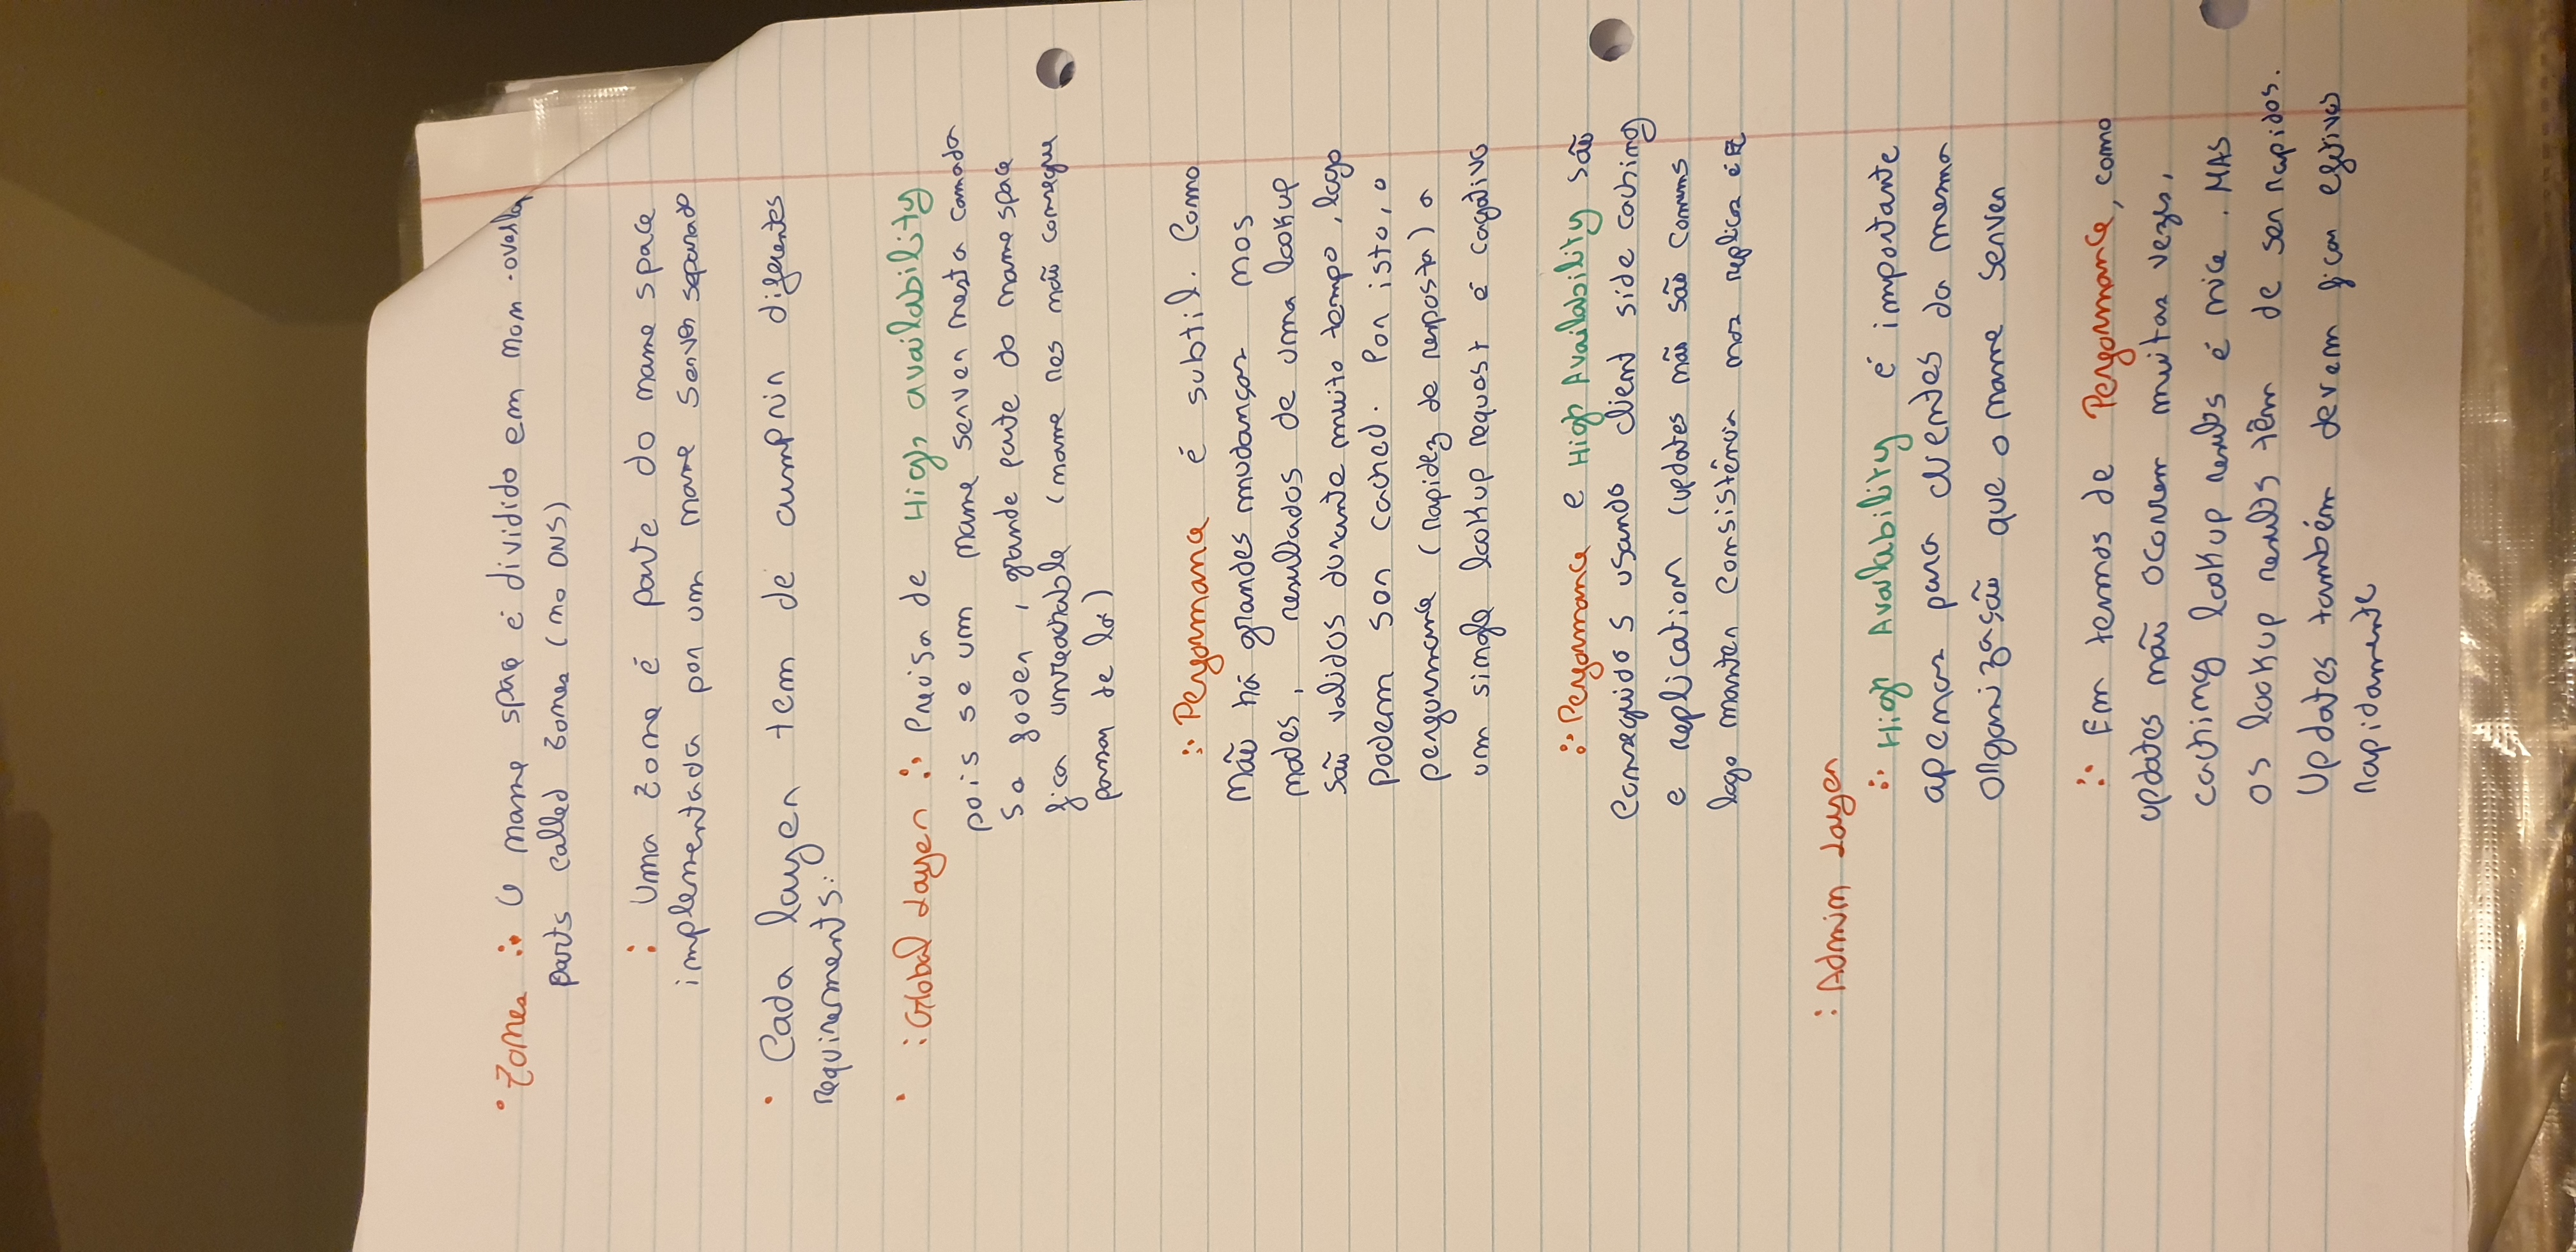 • Zones ∴ O name space é dividido em non-overlap
parts called zones (no DNS)
: Uma zone é parte do name space
implementada por um name server separado
• Cada layer tem de cumprir diferentes
requirements:
• : Global Layer ∴ Precisa de High availability
pois se um name server nesta camada
se foder, grande parte do name space
fica unreachable (name res não consegue
passar de lá)
∴ Performance é subtil. Como
não há grandes mudanças nos
nodes, resultados de uma lookup
são validos durante muito tempo, logo
podem ser cached. Por isto, a
performance (rapidez de resposta) a
um single lookup request é cagativo
∴ Performance e High Availability são
conseguidos usando client side caching
e replication (updates não são comuns
logo manter consistência nas replicas é EZ
: Admin Layer
∴ High Availability é importante
apenas para clientes da mesma
organização que o name server
∴ Em termos de Performance, como
updates não ocorrem muitas vezes,
caching lookup results é nice. MAS
os lookup results têm de ser rapidos.
Updates também devem ficar efetivos
rapidamente